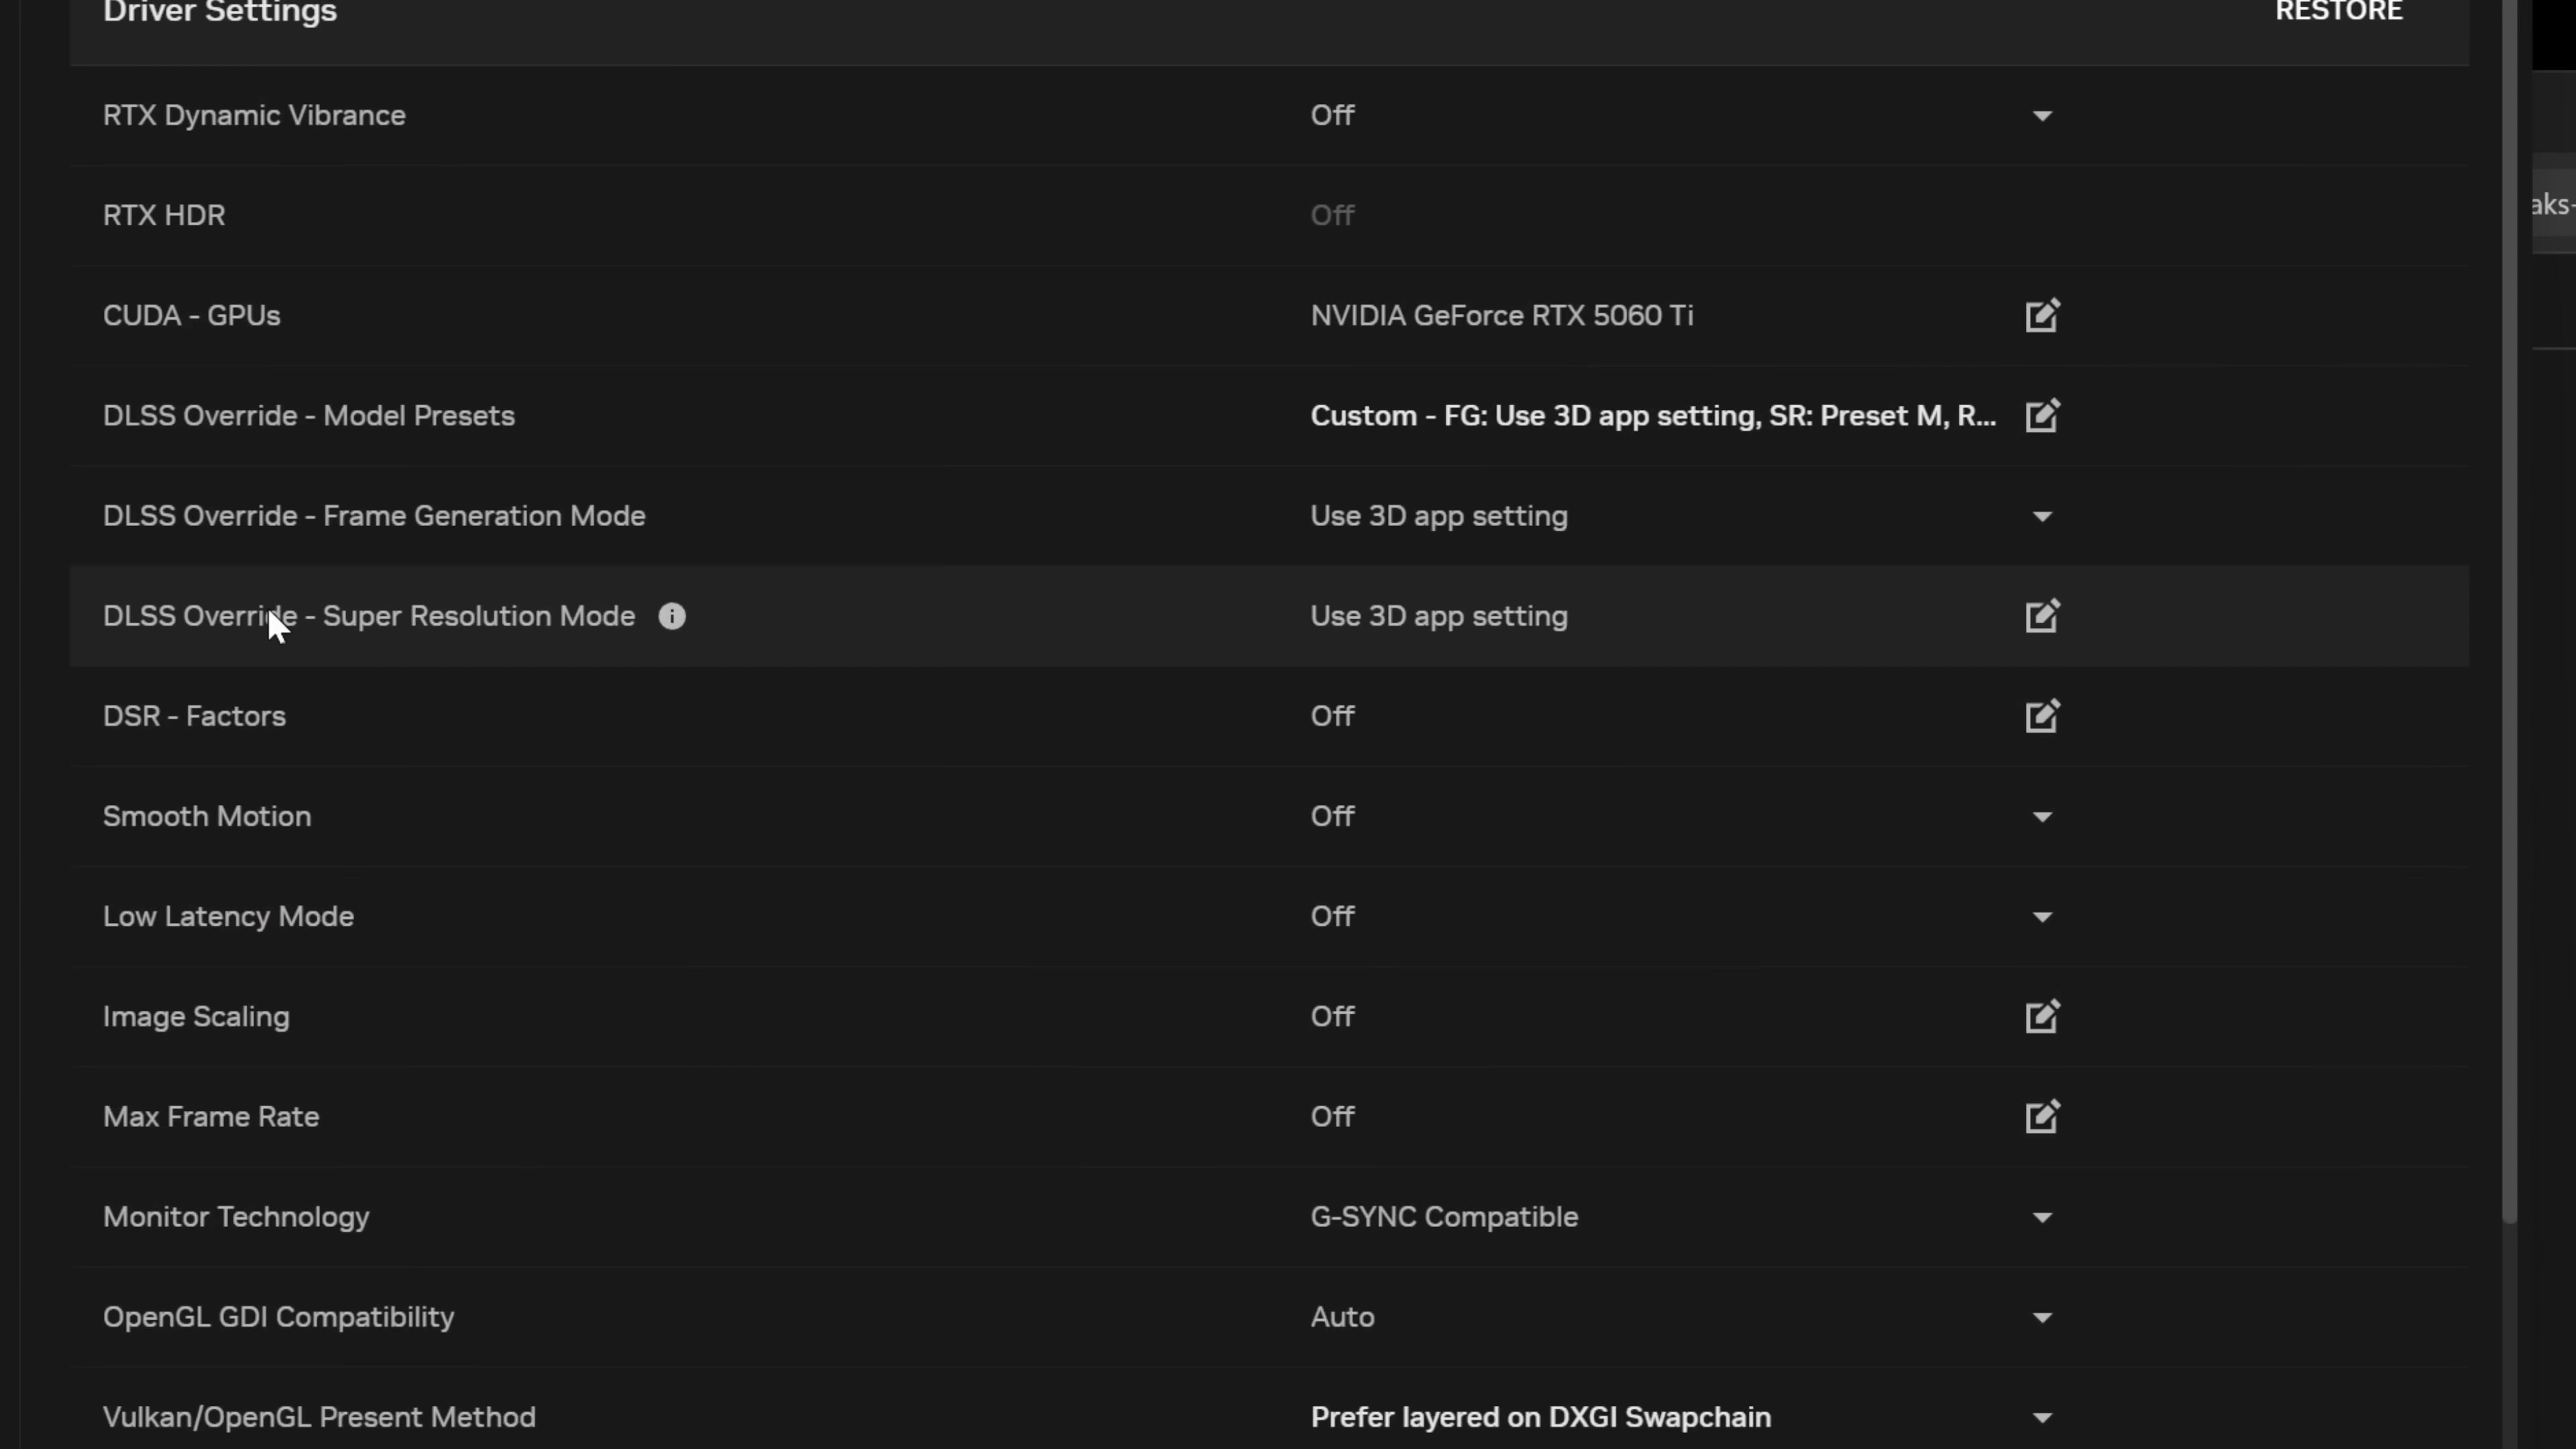 Driver Settings RESTORE
RTX Dynamic Vibrance Off
RTX HDR Off
CUDA - GPUs NVIDIA GeForce RTX 5060 Ti
DLSS Override - Model Presets Custom - FG: Use 3D app setting, SR: Preset M, R...
DLSS Override - Frame Generation Mode Use 3D app setting
DLSS Override - Super Resolution Mode Use 3D app setting
DSR - Factors Off
Smooth Motion Off
Low Latency Mode Off
Image Scaling Off
Max Frame Rate Off
Monitor Technology G-SYNC Compatible
OpenGL GDI Compatibility Auto
Vulkan/OpenGL Present Method Prefer layered on DXGI Swapchain